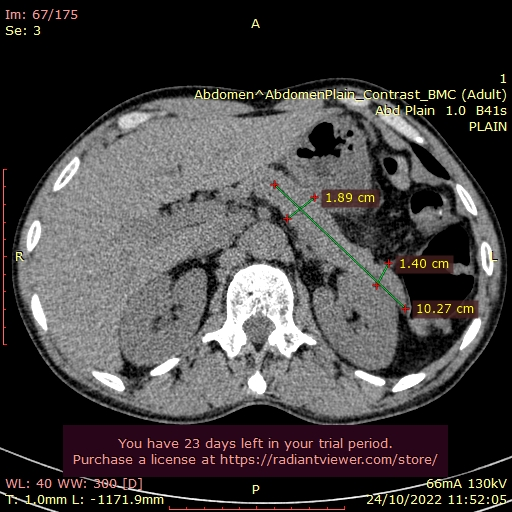 Im: 67/175
Se: 3
A
1
Abdomen^AbdomenPlain_Contrast_BMC (Adult)
Abd Plain 1.0 B41s
PLAIN
1.89 cm
R
L
1.40 cm
10.27 cm
You have 23 days left in your trial period.
Purchase a license at https://radiantviewer.com/store/
WL: 40 WW: 300 [D]
P
66mA 130kV
T: 1.0mm L: -1171.9mm
24/10/2022 11:52:05